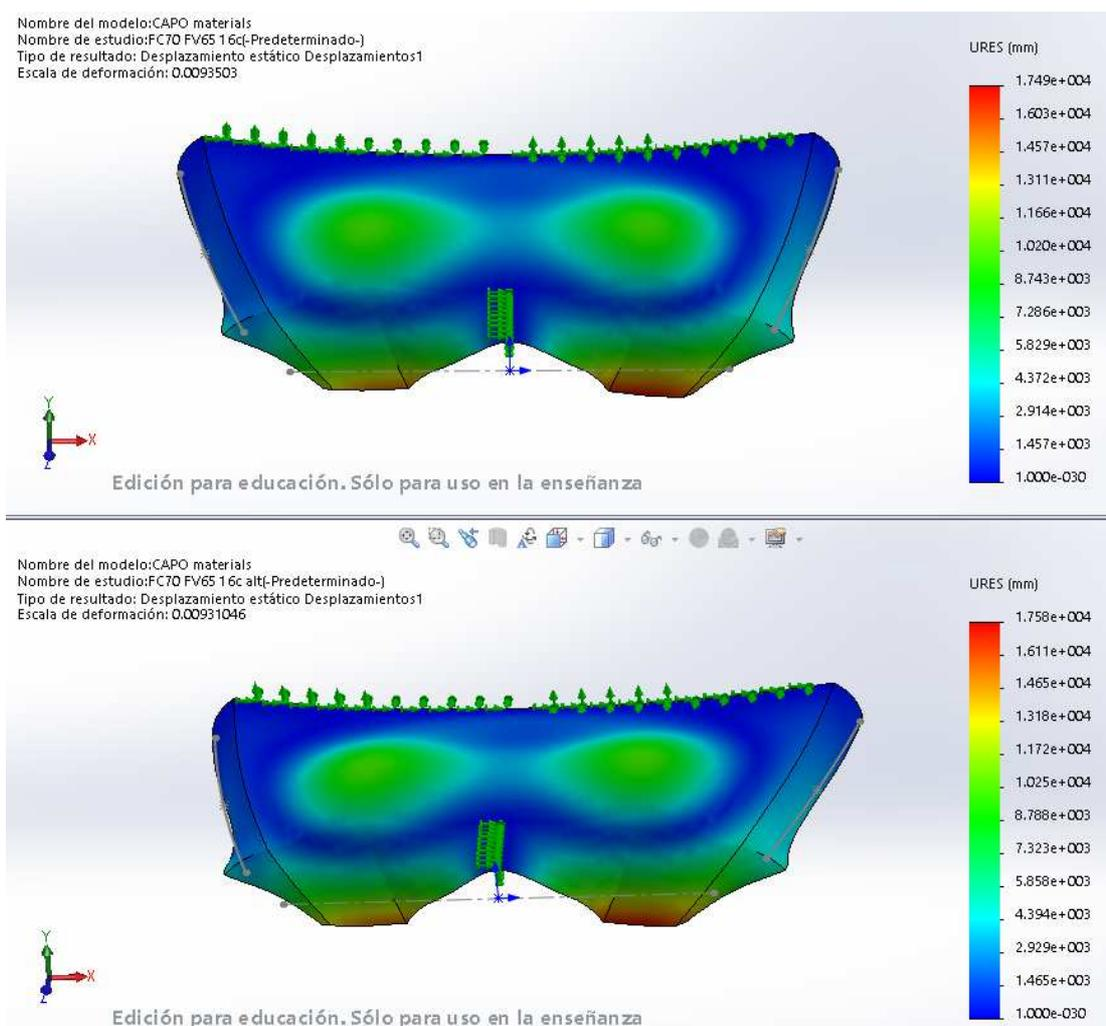 Nombre del modelo:CAPO materials
Nombre de estudio:FC70 FV65 16c(-Predeterminado-)
Tipo de resultado: Desplazamiento estático Desplazamientos1
Escala de deformación: 0.0093503
URES (mm)
1.749e+004
1.603e+004
1.457e+004
1.311e+004
1.166e+004
1.020e+004
8.743e+003
7.286e+003
5.829e+003
4.372e+003
2.914e+003
1.457e+003
1.000e-030
Y
X
Z
Edición para educación. Sólo para uso en la enseñanza
Nombre del modelo:CAPO materials
Nombre de estudio:FC70 FV65 16c alt(-Predeterminado-)
Tipo de resultado: Desplazamiento estático Desplazamientos1
Escala de deformación: 0.00931046
URES (mm)
1.758e+004
1.611e+004
1.465e+004
1.318e+004
1.172e+004
1.025e+004
8.788e+003
7.323e+003
5.858e+003
4.394e+003
2.929e+003
1.465e+003
1.000e-030
Y
X
Z
Edición para educación. Sólo para uso en la enseñanza